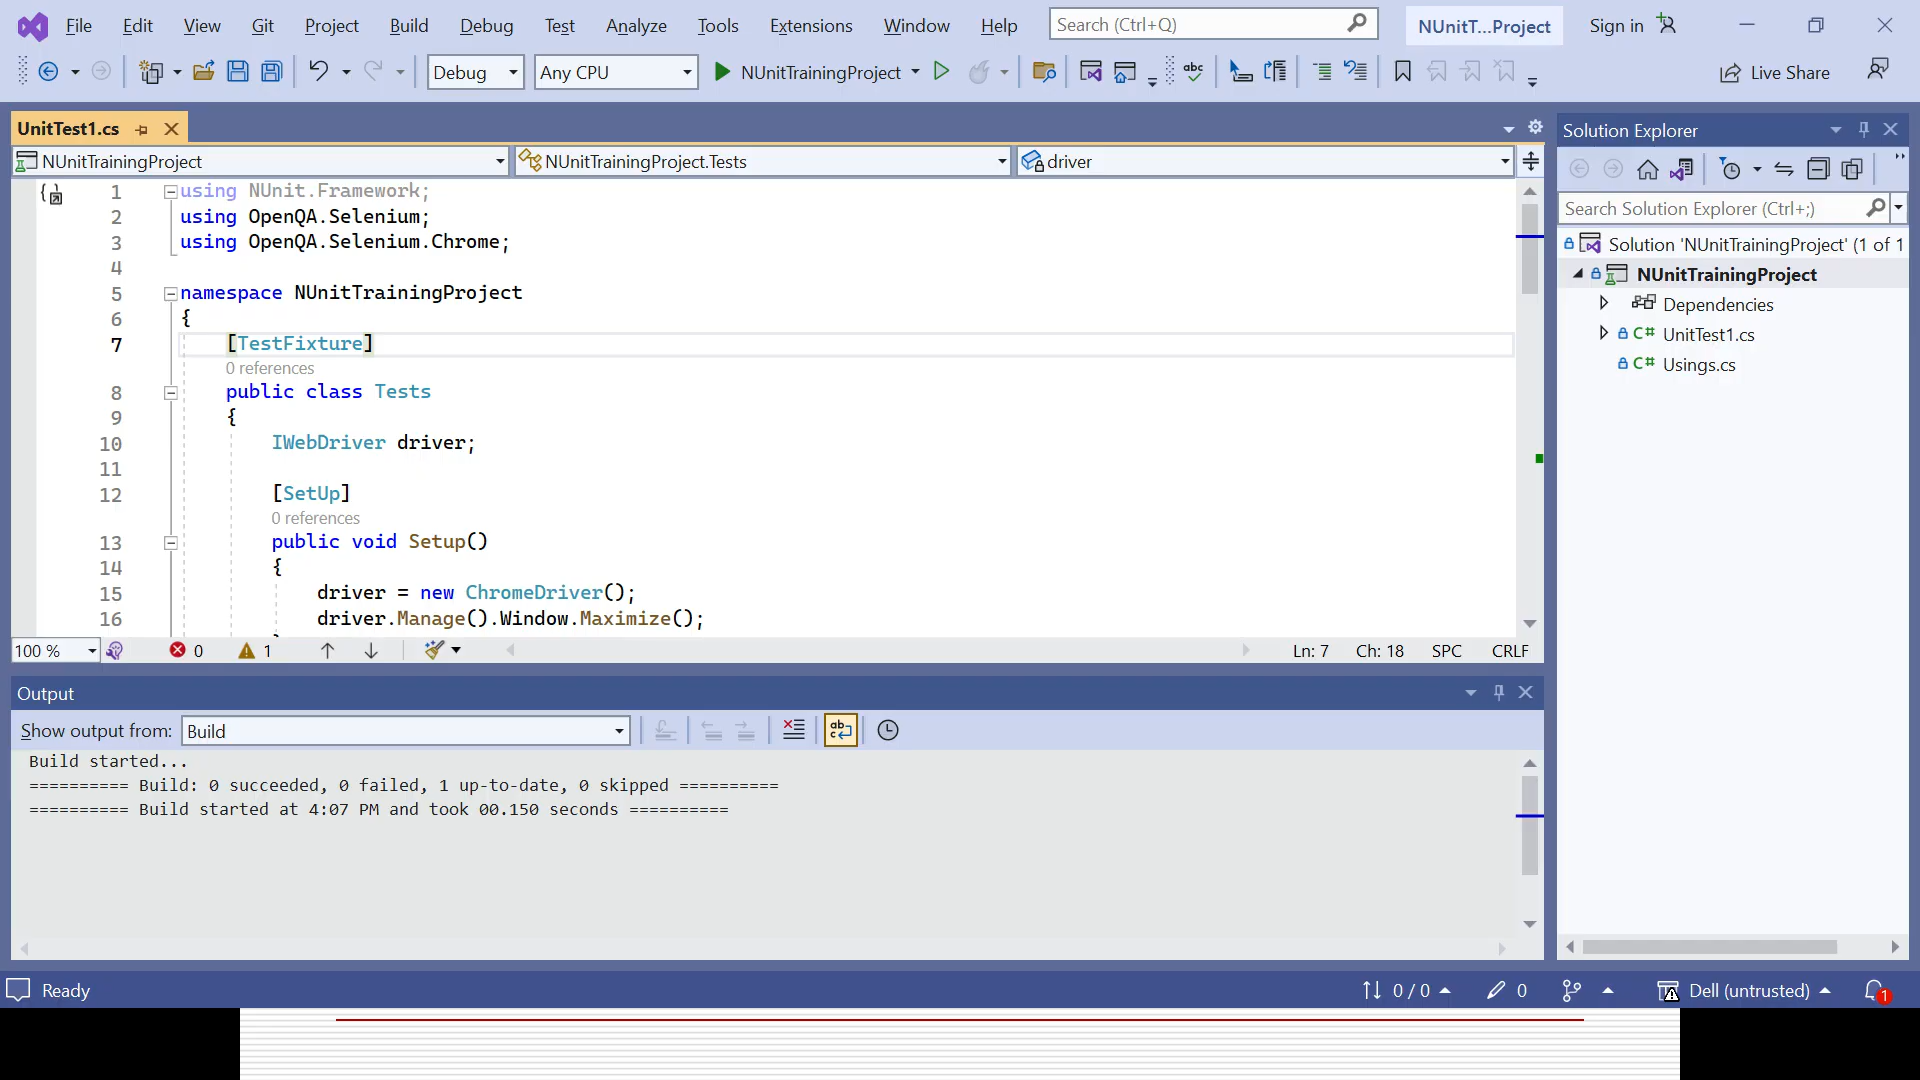 File Edit View Git Project Build Debug Test Analyze Tools Extensions Window Help Search (Ctrl+Q) NUnitT...Project Sign in
Debug Any CPU NUnitTrainingProject Live Share
UnitTest1.cs
NUnitTrainingProject NUnitTrainingProject.Tests driver
1 using NUnit.Framework;
2 using OpenQA.Selenium;
3 using OpenQA.Selenium.Chrome;
4
5 namespace NUnitTrainingProject
6 {
7 [TestFixture]
0 references
8 public class Tests
9 {
10 IWebDriver driver;
11
12 [SetUp]
0 references
13 public void Setup()
14 {
15 driver = new ChromeDriver();
16 driver.Manage().Window.Maximize();
100 % 0 1 Ln: 7 Ch: 18 SPC CRLF
Output
Show output from: Build
Build started...
========== Build: 0 succeeded, 0 failed, 1 up-to-date, 0 skipped ==========
========== Build started at 4:07 PM and took 00.150 seconds ==========
Solution Explorer
Search Solution Explorer (Ctrl+;)
Solution 'NUnitTrainingProject' (1 of 1
NUnitTrainingProject
Dependencies
C# UnitTest1.cs
C# Usings.cs
Ready 0 / 0 0 Dell (untrusted) 1